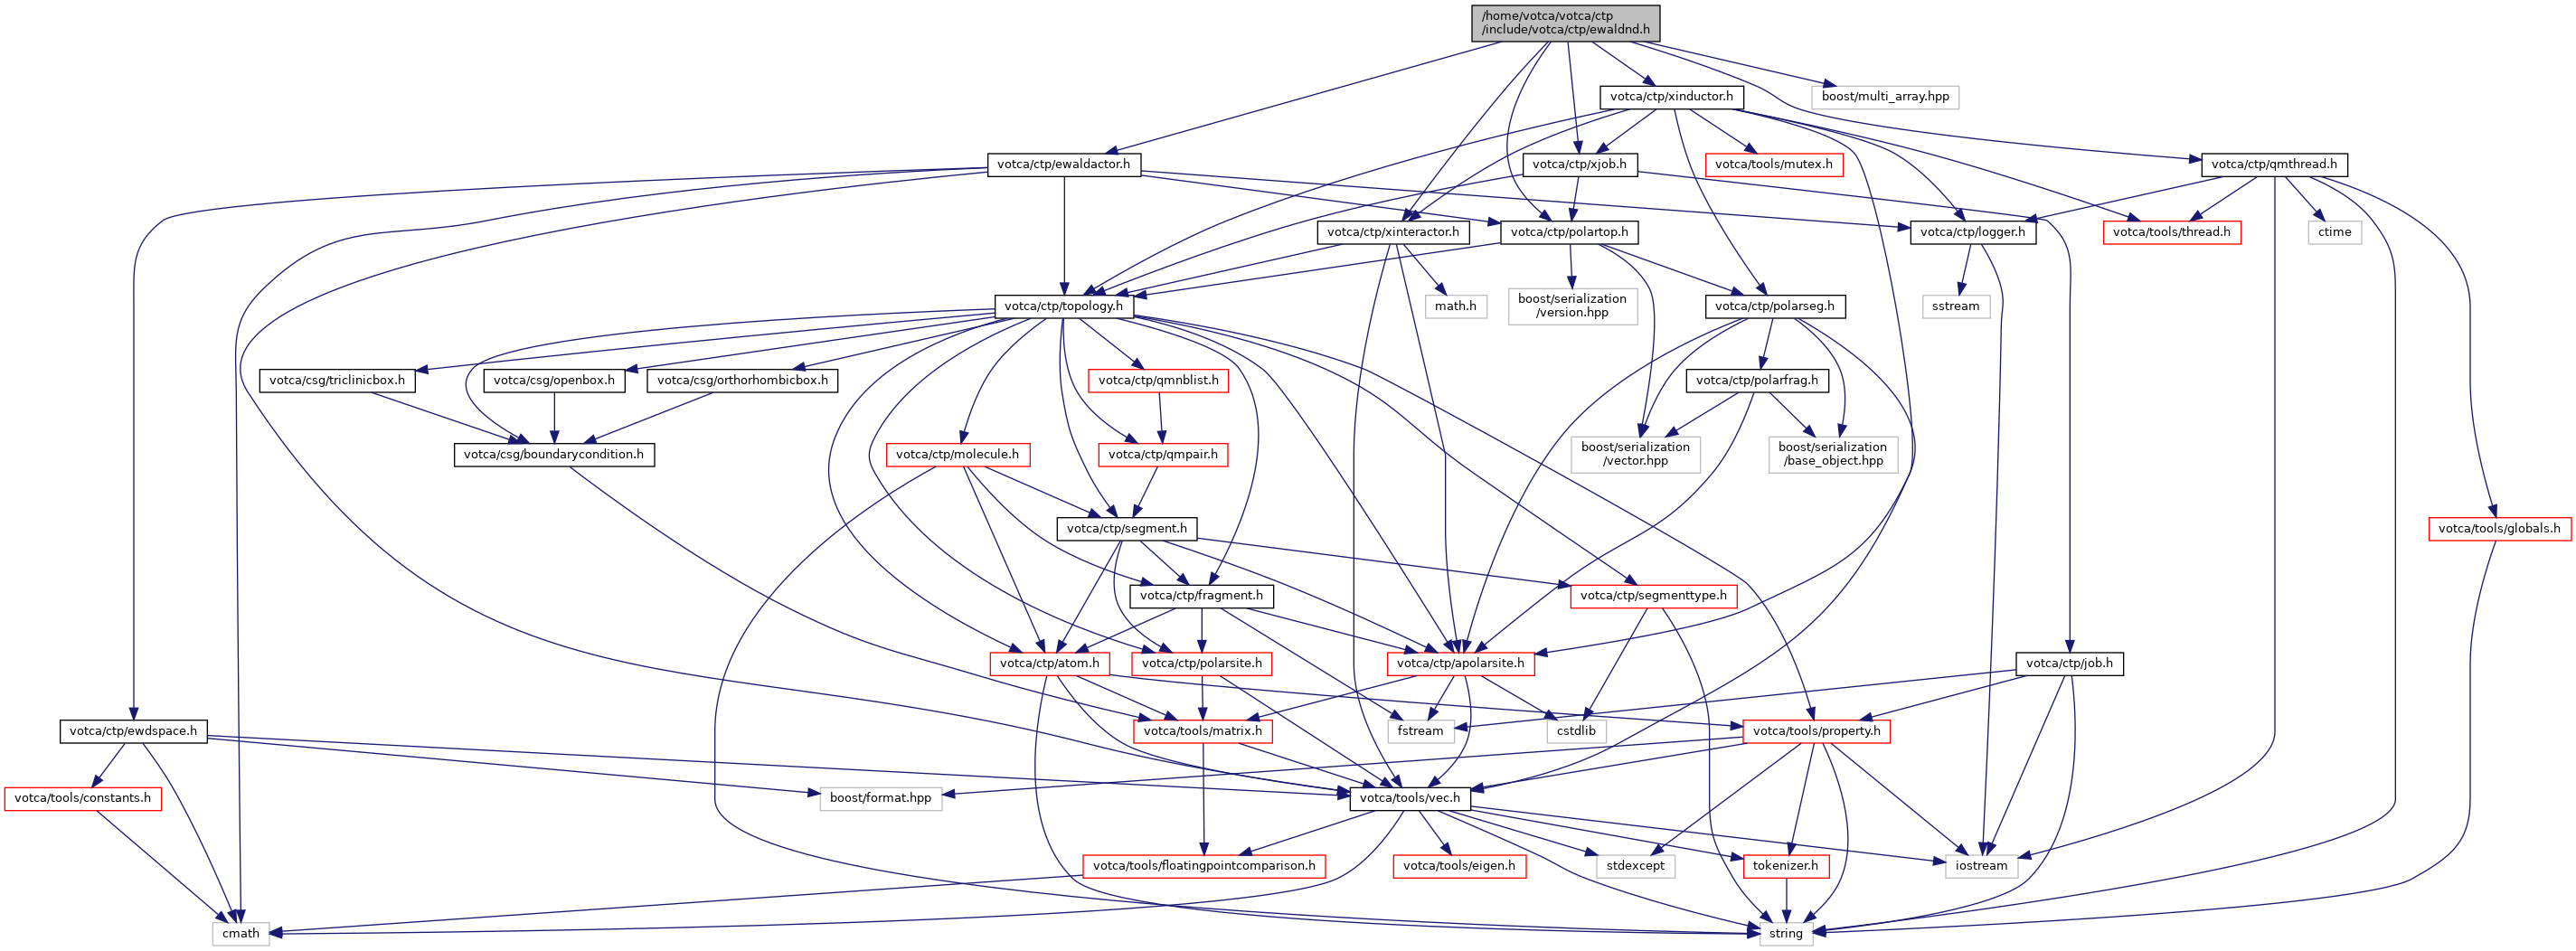 /home/votca/votca/ctp
/include/votca/ctp/ewaldnd.h
votca/ctp/xinductor.h
boost/multi_array.hpp
votca/ctp/ewaldactor.h
votca/ctp/xjob.h
votca/tools/mutex.h
votca/ctp/qmthread.h
votca/ctp/xinteractor.h
votca/ctp/polartop.h
votca/ctp/logger.h
votca/tools/thread.h
ctime
votca/ctp/topology.h
math.h
boost/serialization
/version.hpp
votca/ctp/polarseg.h
sstream
votca/csg/triclinicbox.h
votca/csg/openbox.h
votca/csg/orthorhombicbox.h
votca/ctp/qmnblist.h
votca/ctp/polarfrag.h
votca/csg/boundarycondition.h
votca/ctp/molecule.h
votca/ctp/qmpair.h
boost/serialization
/vector.hpp
boost/serialization
/base_object.hpp
votca/ctp/segment.h
votca/tools/globals.h
votca/ctp/fragment.h
votca/ctp/segmenttype.h
votca/ctp/atom.h
votca/ctp/polarsite.h
votca/ctp/apolarsite.h
votca/ctp/job.h
votca/ctp/ewdspace.h
votca/tools/matrix.h
fstream
cstdlib
votca/tools/property.h
votca/tools/constants.h
boost/format.hpp
votca/tools/vec.h
votca/tools/floatingpointcomparison.h
votca/tools/eigen.h
stdexcept
tokenizer.h
iostream
cmath
string